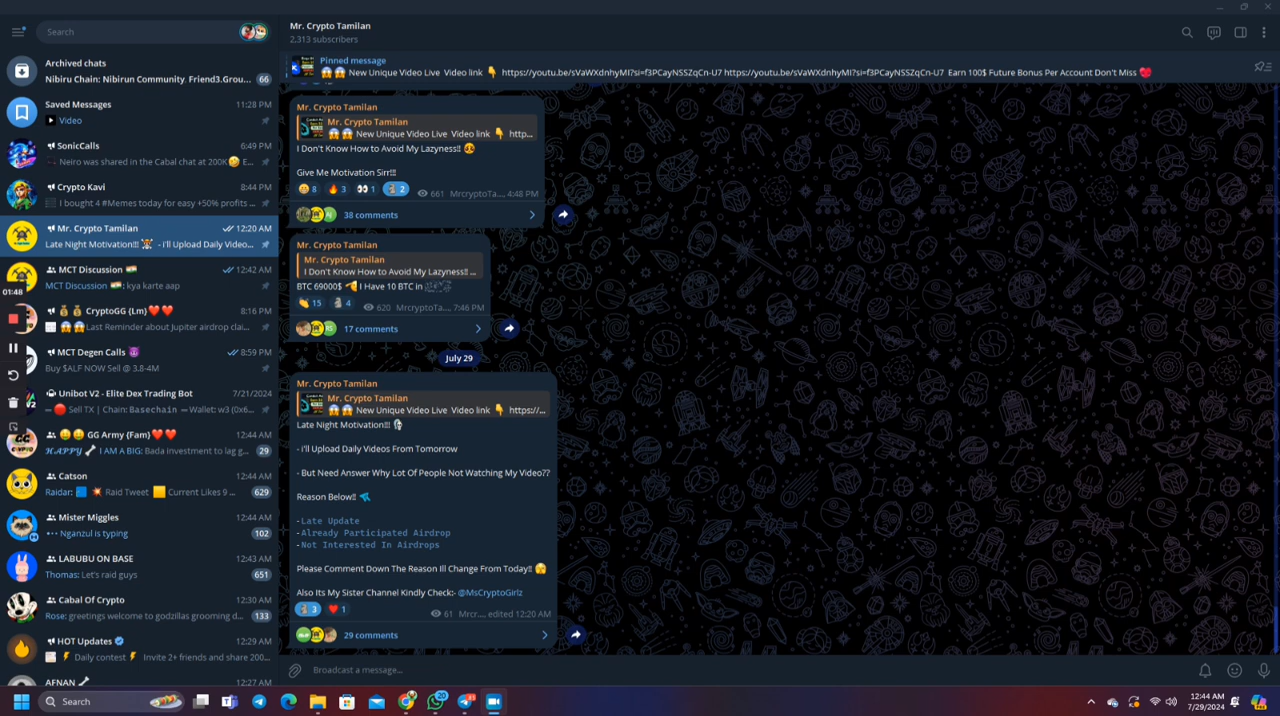 Search
Archived chats
Nibiru Chain: Nibirun Community, Friend3.Grou... 66
Saved Messages 11:28 PM
Video
SonicCalls 6:49 PM
Neiro was shared in the Cabal chat at 200K E...
Crypto Kavi 8:44 PM
I bought 4 #Memes today for easy +50% profits ...
Mr. Crypto Tamilan 12:20 AM
Late Night Motivation!!! - i'll Upload Daily Video...
MCT Discussion 12:42 AM
MCT Discussion : kya karte aap
01:48
CryptoGG {Lm} 8:16 PM
Last Reminder about Jupiter airdrop clai...
MCT Degen Calls 8:59 PM
Buy $ALF NOW Sell @ 3.8-4M
Unibot V2 - Elite Dex Trading Bot 7/21/2024
Sell TX | Chain: Basechain — Wallet: w3 (0x6...
GG Army {Fam} 12:44 AM
HAPPY I AM A BIG: Bada investment to lag g... 29
Catson 12:44 AM
Raidar: Raid Tweet Current Likes 9 ... 629
Mister Miggles 12:44 AM
Nganzul is typing 102
LABUBU ON BASE 12:43 AM
Thomas: Let's raid guys 651
Cabal Of Crypto 12:30 AM
Rose: greetings welcome to godzillas grooming d... 133
HOT Updates 12:29 AM
Daily contest Invite 2+ friends and share 200...
AFNAN 12:27 AM
Mr. Crypto Tamilan
2,313 subscribers
Pinned message
New Unique Video Live Video link https://youtu.be/sVaWXdnhyMI?si=f3PCayNSSZqCn-U7 https://youtu.be/sVaWXdnhyMI?si=f3PCayNSSZqCn-U7 Earn 100$ Future Bonus Per Account Don't Miss
Mr. Crypto Tamilan
Mr. Crypto Tamilan
New Unique Video Live Video link http...
I Don't Know How to Avoid My Lazyness!!
Give Me Motivation Sirr!!!
8 3 1 2 661 MrcryptoTa..., 4:48 PM
38 comments
Mr. Crypto Tamilan
Mr. Crypto Tamilan
I Don't Know How to Avoid My Lazyness!! ...
BTC 69000$ I Have 10 BTC in
15 4 620 MrcryptoTa..., 7:46 PM
17 comments
July 29
Mr. Crypto Tamilan
Mr. Crypto Tamilan
New Unique Video Live Video link https://...
Late Night Motivation!!!
- i'll Upload Daily Videos From Tomorrow
- But Need Answer Why Lot Of People Not Watching My Video??
Reason Below!!
-Late Update
-Already Participated Airdrop
-Not Interested In Airdrops
Please Comment Down The Reason Ill Change From Today!!
Also Its My Sister Channel Kindly Check:- @MsCryptoGirlz
3 1 61 Mrcr..., edited 12:20 AM
29 comments
Broadcast a message...
Search
20
12:44 AM
7/29/2024